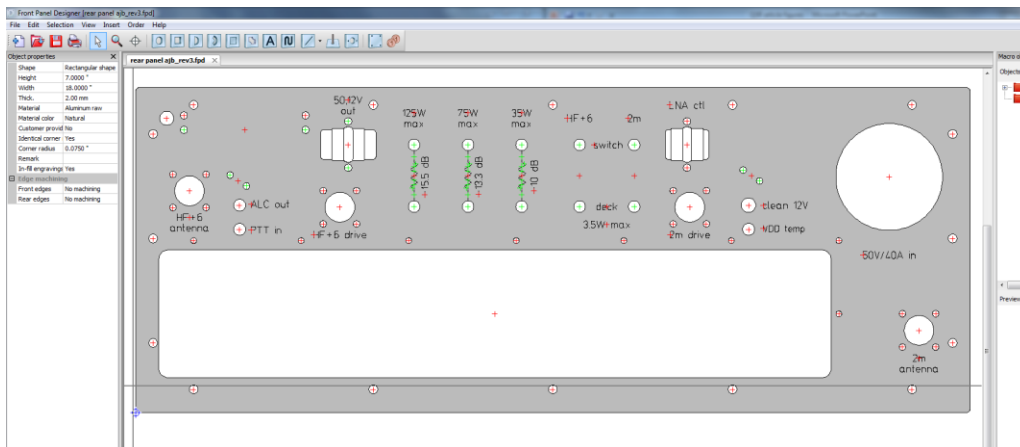 Front Panel Designer [rear panel ajb_rev3.fpd]
File Edit Selection View Insert Order Help
Object properties X
rear panel ajb_rev3.fpd X
Macro o
Shape Rectangular shape
Height 7.0000 "
Width 18.0000 "
Thick. 2.00 mm
Material Aluminum raw
Material color Natural
Customer provid No
Identical corner Yes
Corner radius 0.0750 "
Remark
In-fill engravings Yes
Edge machining
Front edges No machining
Rear edges No machining
Objects
Preview
50,12V
out
125W
max
75W
max
35W
max
HF+6
2m
LNA ctl
switch
15.5 dB
13.3 dB
10 dB
HF+6
antenna
ALC out
PTT in
HF+6 drive
deck
3.5W max
2m drive
clean 12V
VDD temp
50V/40A in
2m
antenna